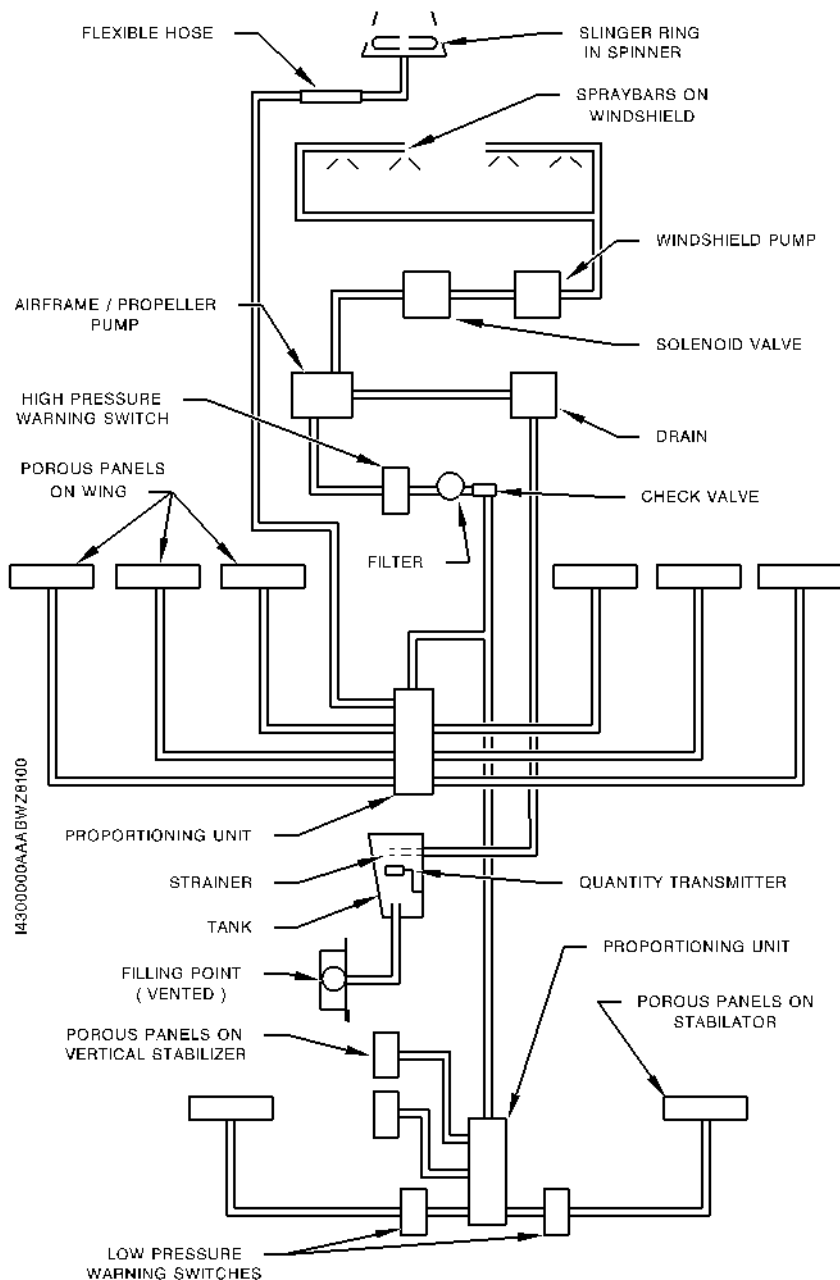 FLEXIBLE HOSE
SLINGER RING
IN SPINNER
SPRAYBARS ON
WINDSHIELD
WINDSHIELD PUMP
AIRFRAME / PROPELLER
PUMP
SOLENOID VALVE
HIGH PRESSURE
WARNING SWITCH
DRAIN
POROUS PANELS
ON WING
CHECK VALVE
FILTER
I4300000AAABWZ8100
PROPORTIONING UNIT
STRAINER
QUANTITY TRANSMITTER
TANK
PROPORTIONING UNIT
FILLING POINT
( VENTED )
POROUS PANELS ON
STABILATOR
POROUS PANELS ON
VERTICAL STABILIZER
LOW PRESSURE
WARNING SWITCHES